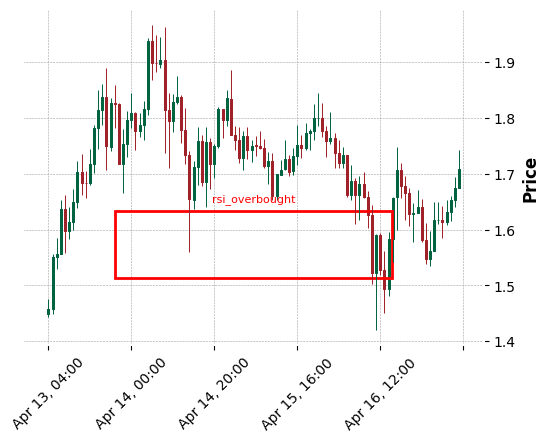 1.9
1.8
1.7
1.6
1.5
1.4
Price
rsi_overbought
Apr 13, 04:00
Apr 14, 00:00
Apr 14, 20:00
Apr 15, 16:00
Apr 16, 12:00